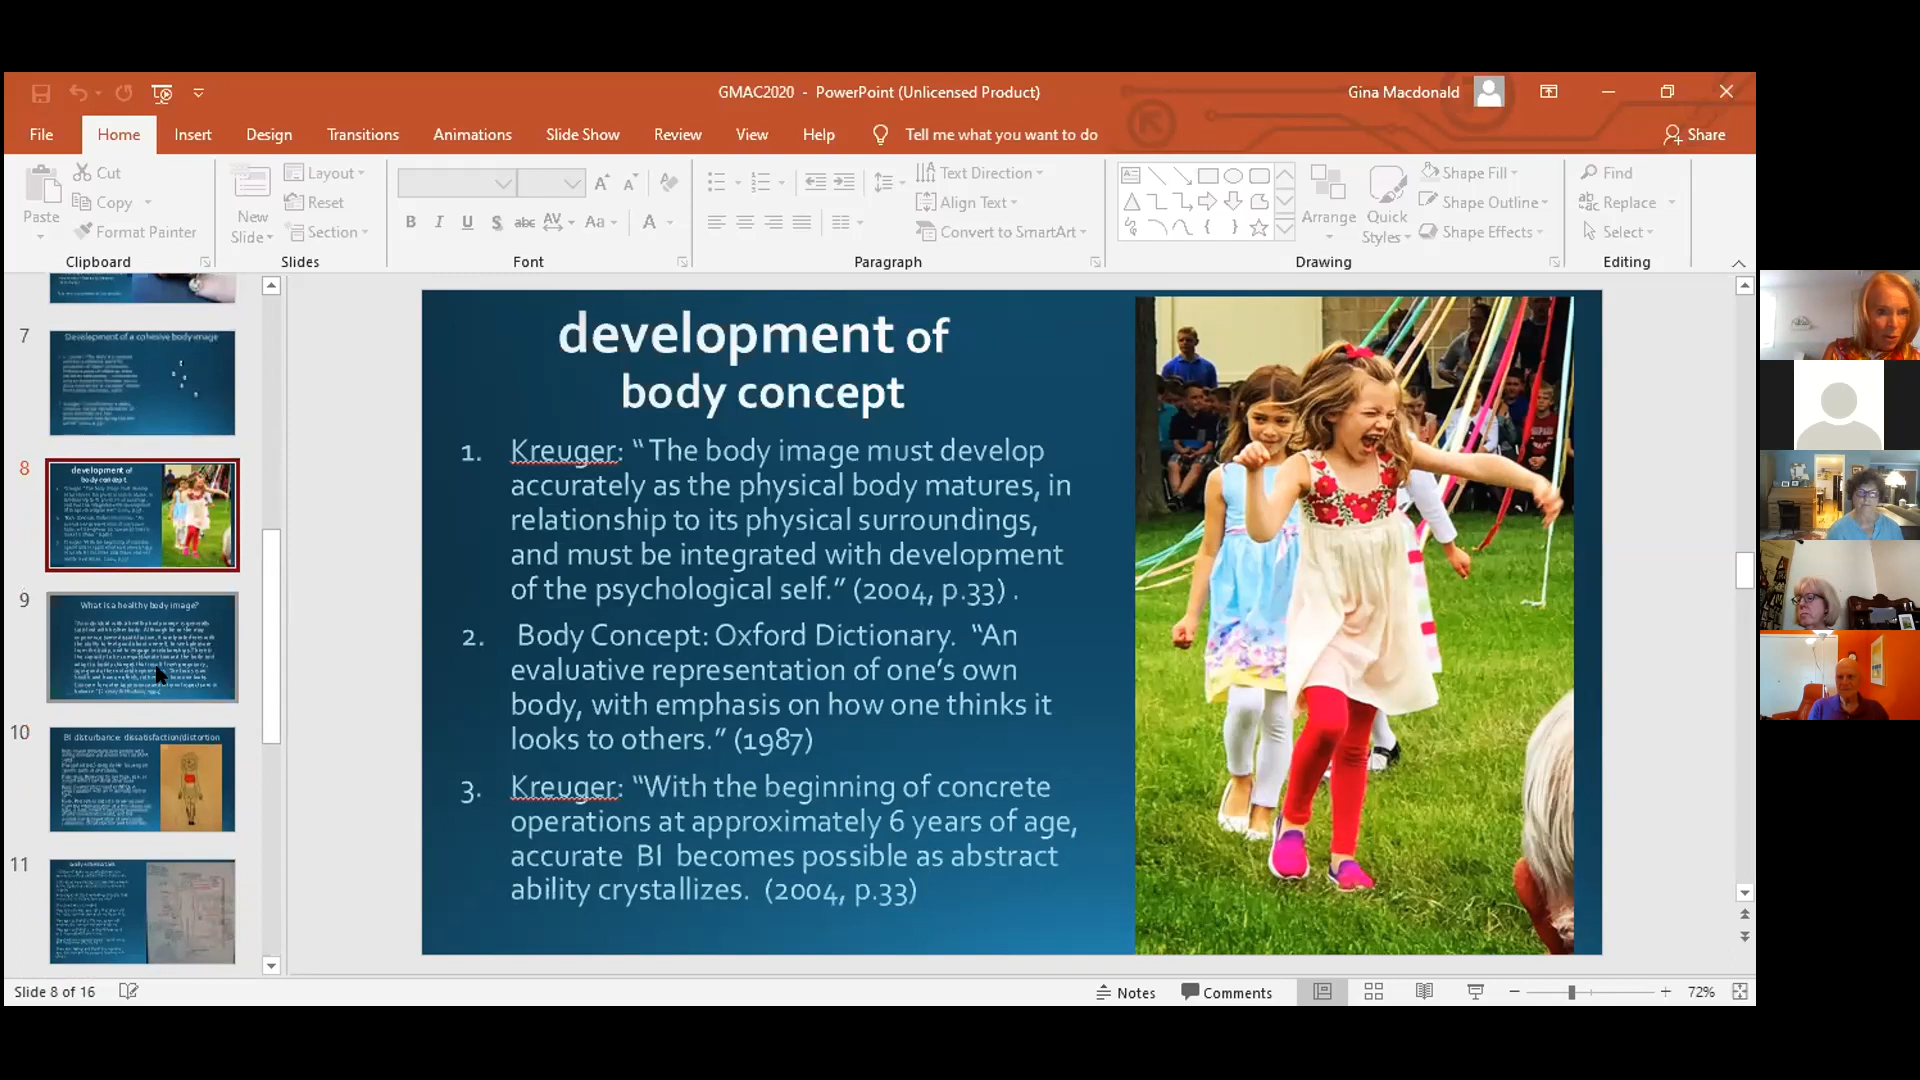 GMAC2020 - PowerPoint (Unlicensed Product)
Gina Macdonald
File Home Insert Design Transitions Animations Slide Show Review View Help Tell me what you want to do Share
Paste
Cut
Copy
Format Painter
Clipboard
New Slide
Layout
Reset
Section
Slides
Font
Text Direction
Align Text
Convert to SmartArt
Paragraph
Arrange
Quick Styles
Shape Fill
Shape Outline
Shape Effects
Drawing
Find
Replace
Select
Editing
7
Development of a cohesive body image
8
development of
body concept
9
What is a healthy body image?
10
BI disturbance: dissatisfaction/distortion
11
development of
body concept
1. Kreuger: “ The body image must develop
accurately as the physical body matures, in
relationship to its physical surroundings,
and must be integrated with development
of the psychological self.” (2004, p.33) .
2. Body Concept: Oxford Dictionary. “An
evaluative representation of one’s own
body, with emphasis on how one thinks it
looks to others.” (1987)
3. Kreuger: “With the beginning of concrete
operations at approximately 6 years of age,
accurate BI becomes possible as abstract
ability crystallizes. (2004, p.33)
Slide 8 of 16
Notes
Comments
72%